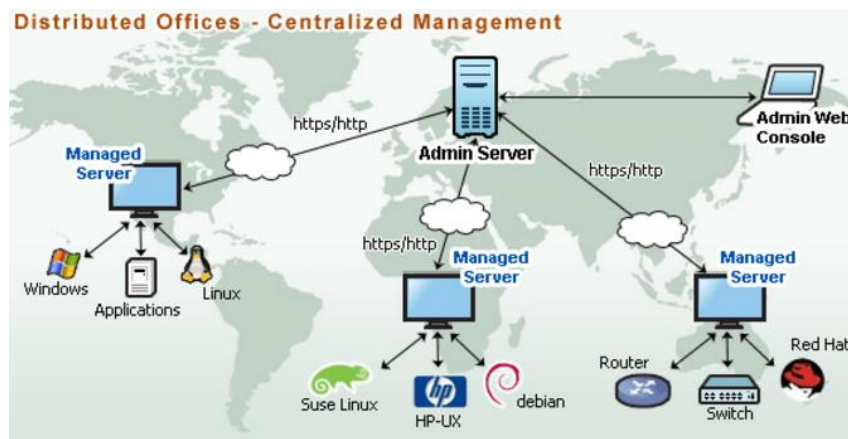 Distributed Offices - Centralized Management
https/http
Admin Server
Admin Web
Console
Managed
Server
https/http
https/http
Managed
Server
Managed
Server
Windows
Applications
Linux
Suse Linux
hp
HP-UX
debian
Router
Switch
Red Hat